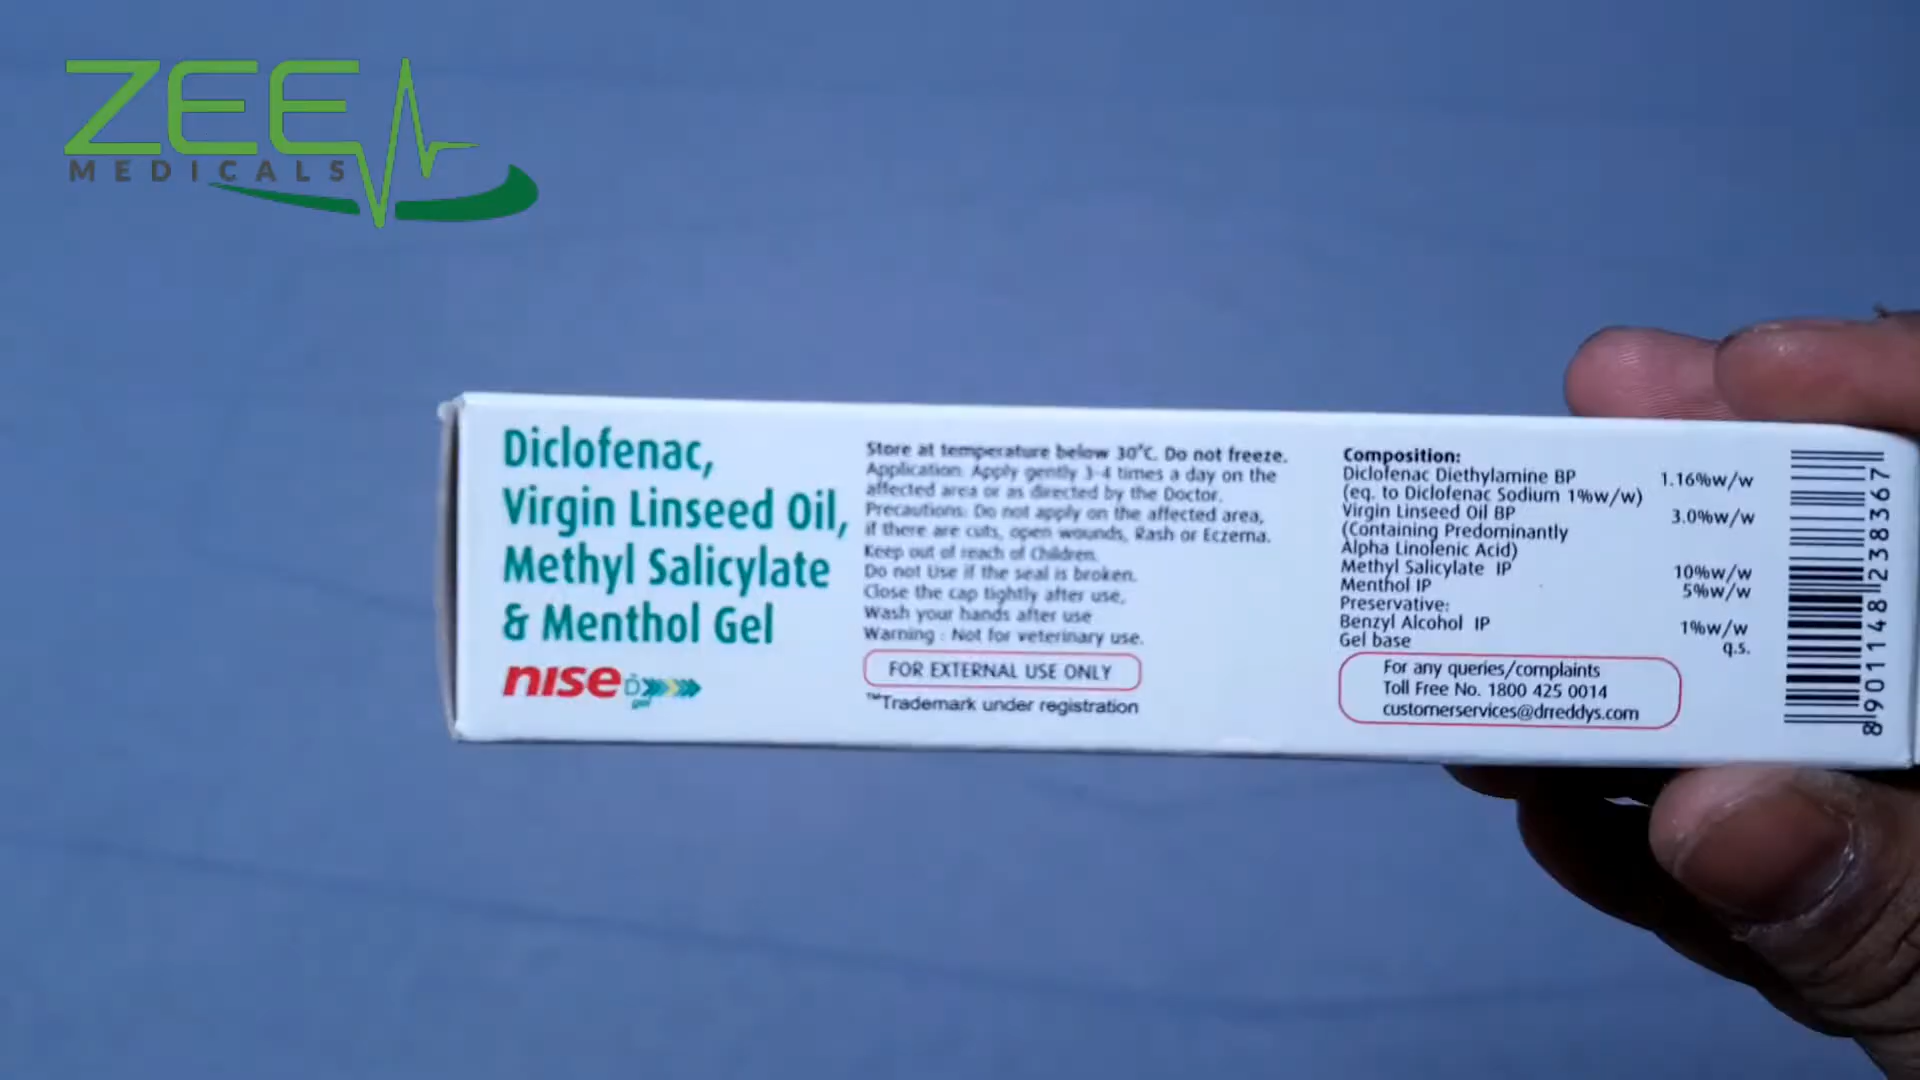 ZEE
MEDICALS
Diclofenac,
Virgin Linseed Oil,
Methyl Salicylate
& Menthol Gel
nise D
gel
Store at temperature below 30°C. Do not freeze.
Application: Apply gently 3-4 times a day on the
affected area or as directed by the Doctor.
Precautions: Do not apply on the affected area,
if there are cuts, open wounds, Rash or Eczema.
Keep out of reach of Children.
Do not Use if the seal is broken.
Close the cap tightly after use,
Wash your hands after use
Warning : Not for veterinary use.
FOR EXTERNAL USE ONLY
™Trademark under registration
Composition:
Diclofenac Diethylamine BP 1.16%w/w
(eq. to Diclofenac Sodium 1%w/w)
Virgin Linseed Oil BP 3.0%w/w
(Containing Predominantly
Alpha Linolenic Acid)
Methyl Salicylate IP 10%w/w
Menthol IP 5%w/w
Preservative:
Benzyl Alcohol IP 1%w/w
Gel base q.s.
For any queries/complaints
Toll Free No. 1800 425 0014
customerservices@drreddys.com
8901148238367